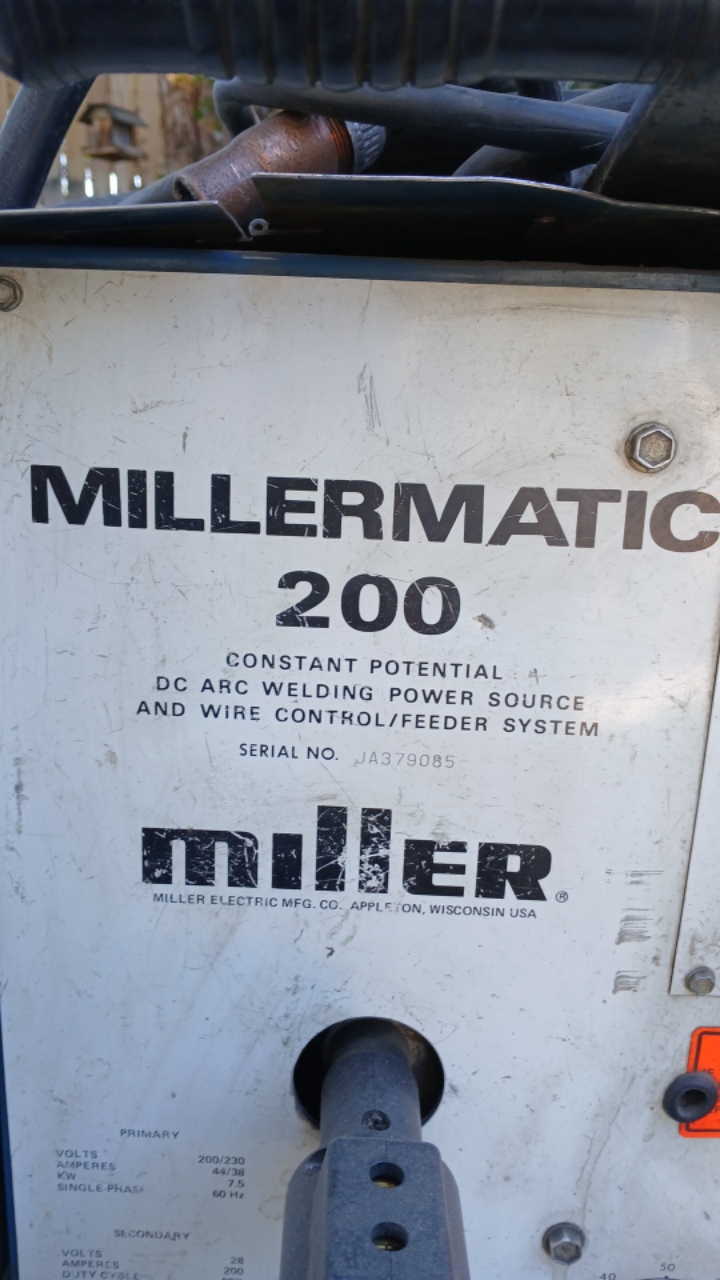 MILLERMATIC
200
CONSTANT POTENTIAL
DC ARC WELDING POWER SOURCE
AND WIRE CONTROL/FEEDER SYSTEM
SERIAL NO. JA379085
miller®
MILLER ELECTRIC MFG. CO. APPLETON, WISCONSIN USA
PRIMARY
VOLTS 200/230
AMPERES 44/38
KW 7.5
SINGLE PHASE 60 Hz
SECONDARY
VOLTS 28
AMPERES 200
DUTY CYCLE
40 50